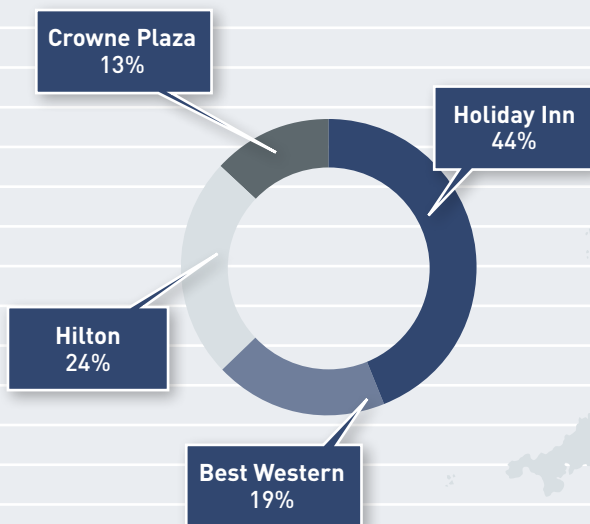 Crowne Plaza
13%
Holiday Inn
44%
Hilton
24%
Best Western
19%